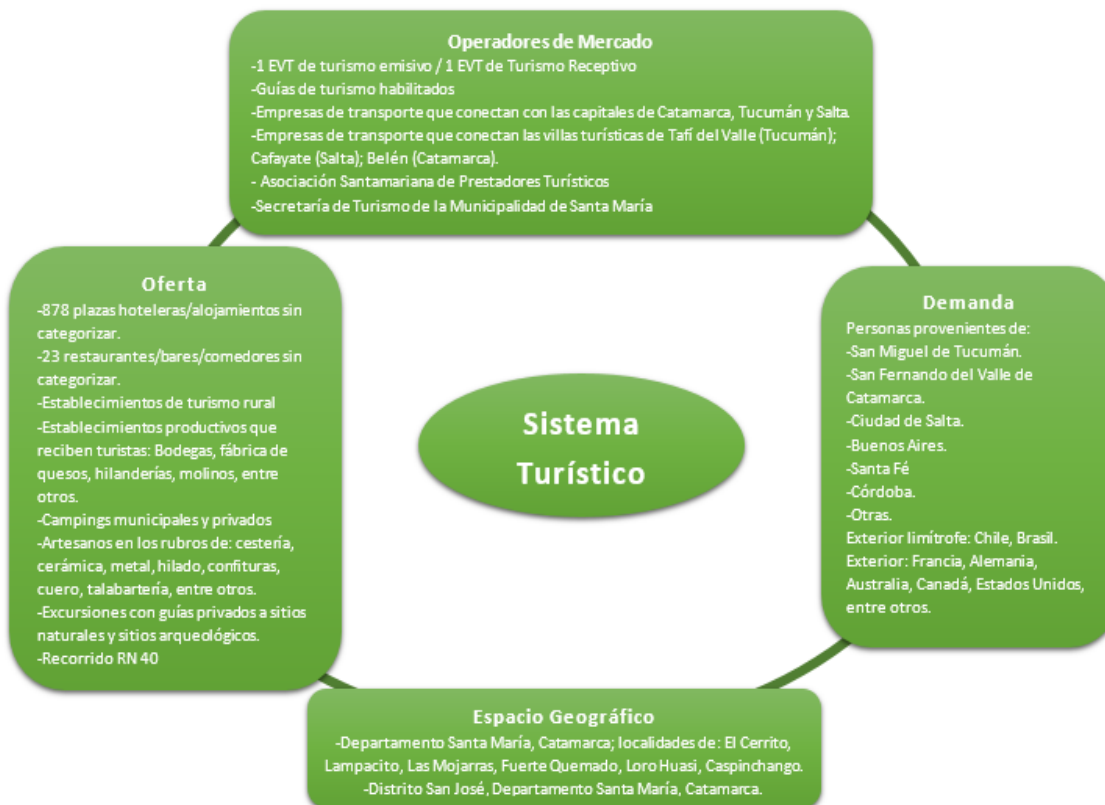 Operadores de Mercado
-1 EVT de turismo emisivo / 1 EVT de Turismo Receptivo
-Guías de turismo habilitados
-Empresas de transporte que conectan con las capitales de Catamarca, Tucumán y Salta.
-Empresas de transporte que conectan las villas turísticas de Tafí del Valle (Tucumán);
Cafayate (Salta); Belén (Catamarca).
- Asociación Santamariana de Prestadores Turísticos
-Secretaría de Turismo de la Municipalidad de Santa María
Oferta
-878 plazas hoteleras/alojamientos sin
categorizar.
-23 restaurantes/bares/comedores sin
categorizar.
-Establecimientos de turismo rural
-Establecimientos productivos que
reciben turistas: Bodegas, fábrica de
quesos, hilanderías, molinos, entre
otros.
-Campings municipales y privados
-Artesanos en los rubros de: cestería,
cerámica, metal, hilado, confituras,
cuero, talabartería, entre otros.
-Excursiones con guías privados a sitios
naturales y sitios arqueológicos.
-Recorrido RN 40
Sistema
Turístico
Demanda
Personas provenientes de:
-San Miguel de Tucumán.
-San Fernando del Valle de
Catamarca.
-Ciudad de Salta.
-Buenos Aires.
-Santa Fé
-Córdoba.
-Otras.
Exterior limítrofe: Chile, Brasil.
Exterior: Francia, Alemania,
Australia, Canadá, Estados Unidos,
entre otros.
Espacio Geográfico
-Departamento Santa María, Catamarca; localidades de: El Cerrito,
Lampacito, Las Mojarras, Fuerte Quemado, Loro Huasi, Caspinchango.
-Distrito San José, Departamento Santa María, Catamarca.